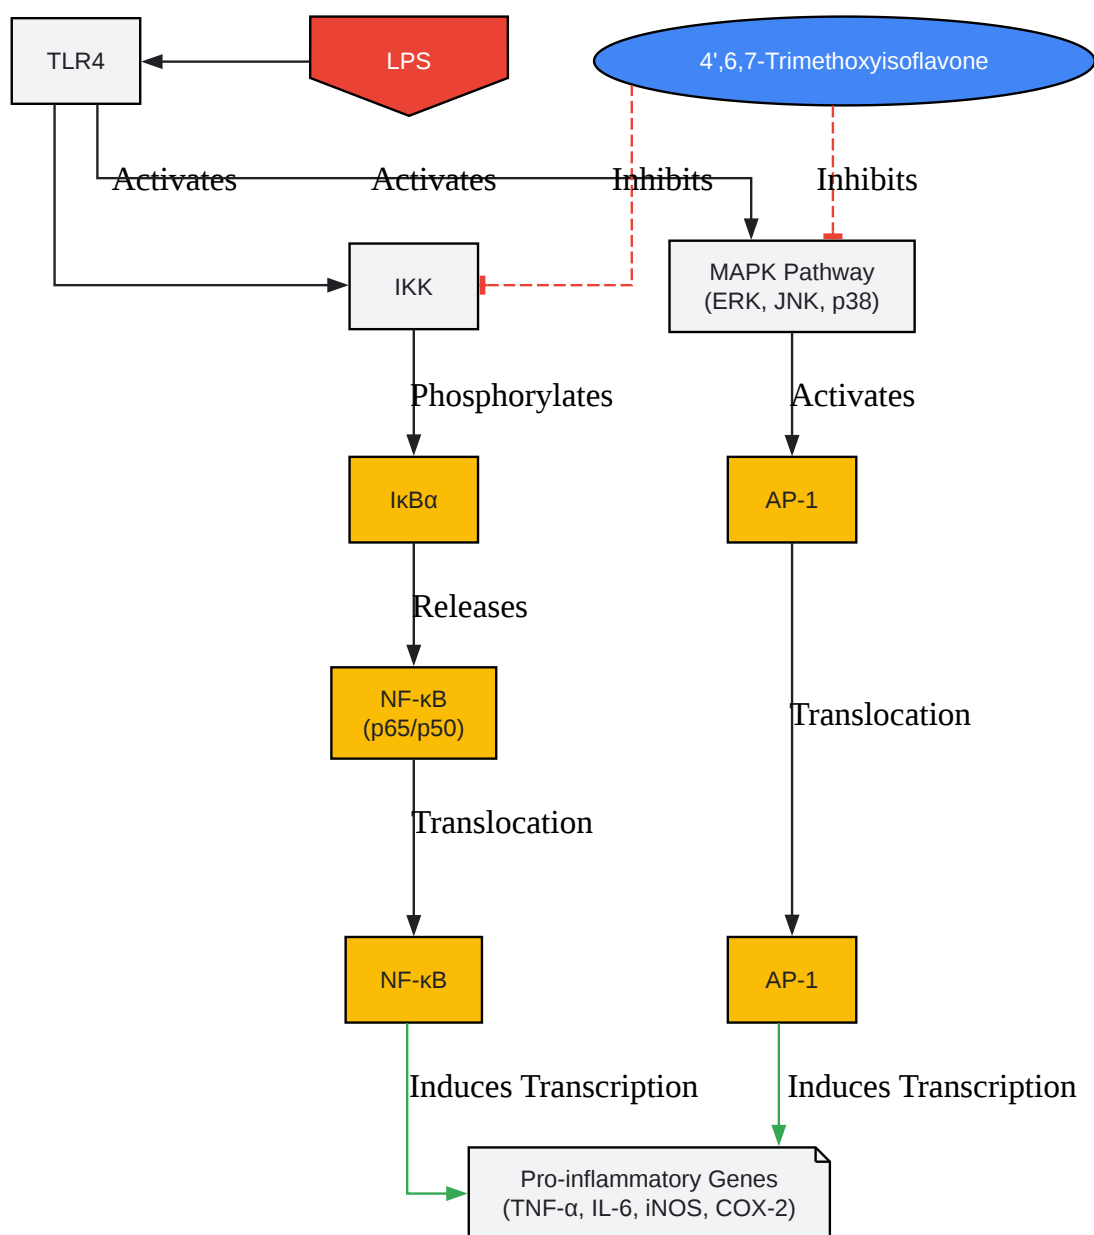 TLR4
LPS
4',6,7-Trimethoxyisoflavone
Activates
Activates
Inhibits
Inhibits
IKK
MAPK Pathway
(ERK, JNK, p38)
Phosphorylates
Activates
IκBα
AP-1
Releases
NF-κB
(p65/p50)
Translocation
Translocation
NF-κB
AP-1
Induces Transcription
Induces Transcription
Pro-inflammatory Genes
(TNF-α, IL-6, iNOS, COX-2)